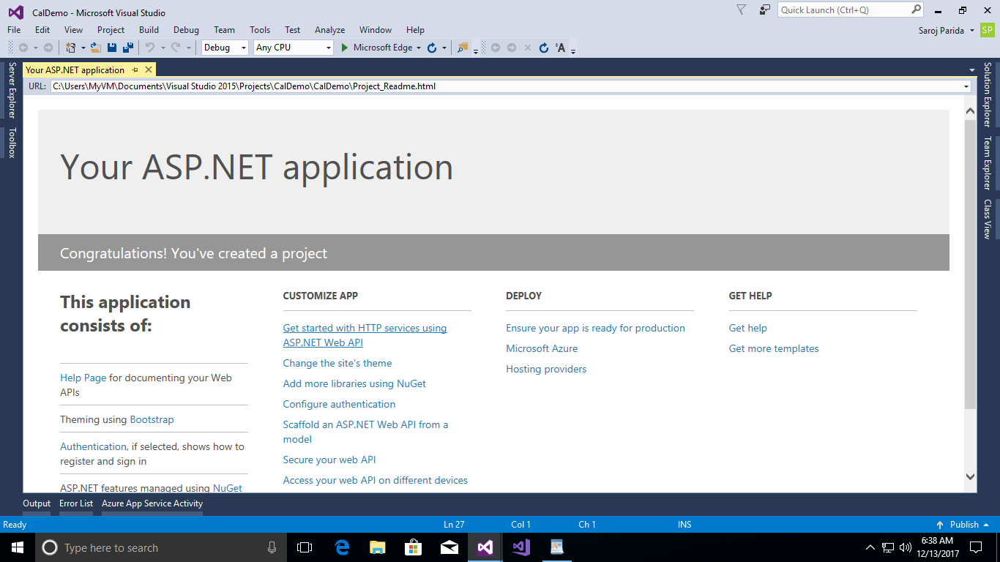 CalDemo - Microsoft Visual Studio
Quick Launch (Ctrl+Q)
File Edit View Project Build Debug Team Tools Test Analyze Window Help
Saroj Parida SP
Debug Any CPU Microsoft Edge A
Your ASP.NET application
URL: C:\Users\MyVM\Documents\Visual Studio 2015\Projects\CalDemo\CalDemo\Project_Readme.html
Server Explorer
Toolbox
Your ASP.NET application
Congratulations! You've created a project
This application
consists of:
Help Page for documenting your Web
APIs
Theming using Bootstrap
Authentication, if selected, shows how to
register and sign in
ASP.NET features managed using NuGet
CUSTOMIZE APP
Get started with HTTP services using
ASP.NET Web API
Change the site's theme
Add more libraries using NuGet
Configure authentication
Scaffold an ASP.NET Web API from a
model
Secure your web API
Access your web API on different devices
DEPLOY
Ensure your app is ready for production
Microsoft Azure
Hosting providers
GET HELP
Get help
Get more templates
Solution Explorer
Team Explorer
Class View
Output Error List Azure App Service Activity
Ready Ln 27 Col 1 Ch 1 INS Publish
Type here to search
6:38 AM
12/13/2017